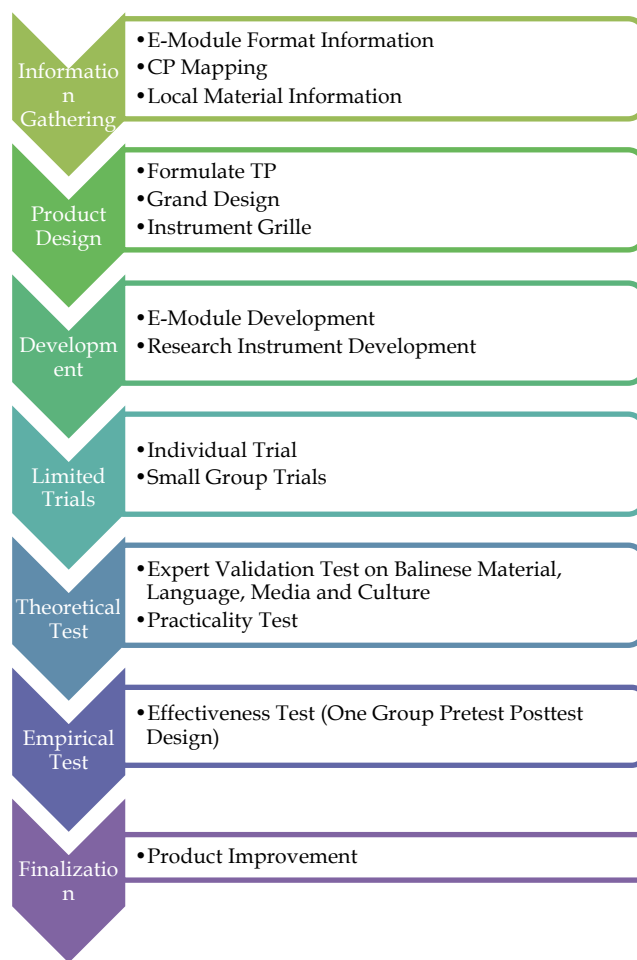 Informatio
n
Gathering
•E-Module Format Information
•CP Mapping
•Local Material Information
Product
Design
•Formulate TP
•Grand Design
•Instrument Grille
Developm
ent
•E-Module Development
•Research Instrument Development
Limited
Trials
•Individual Trial
•Small Group Trials
Theoretical
Test
•Expert Validation Test on Balinese Material,
Language, Media and Culture
•Practicality Test
Empirical
Test
•Effectiveness Test (One Group Pretest Posttest
Design)
Finalizatio
n
•Product Improvement